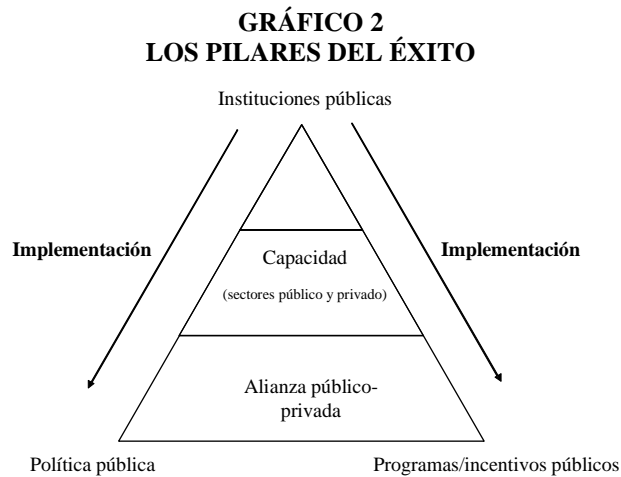 GRÁFICO 2
LOS PILARES DEL ÉXITO
Instituciones públicas
Implementación
Implementación
Capacidad
(sectores público y privado)
Alianza público-
privada
Política pública
Programas/incentivos públicos